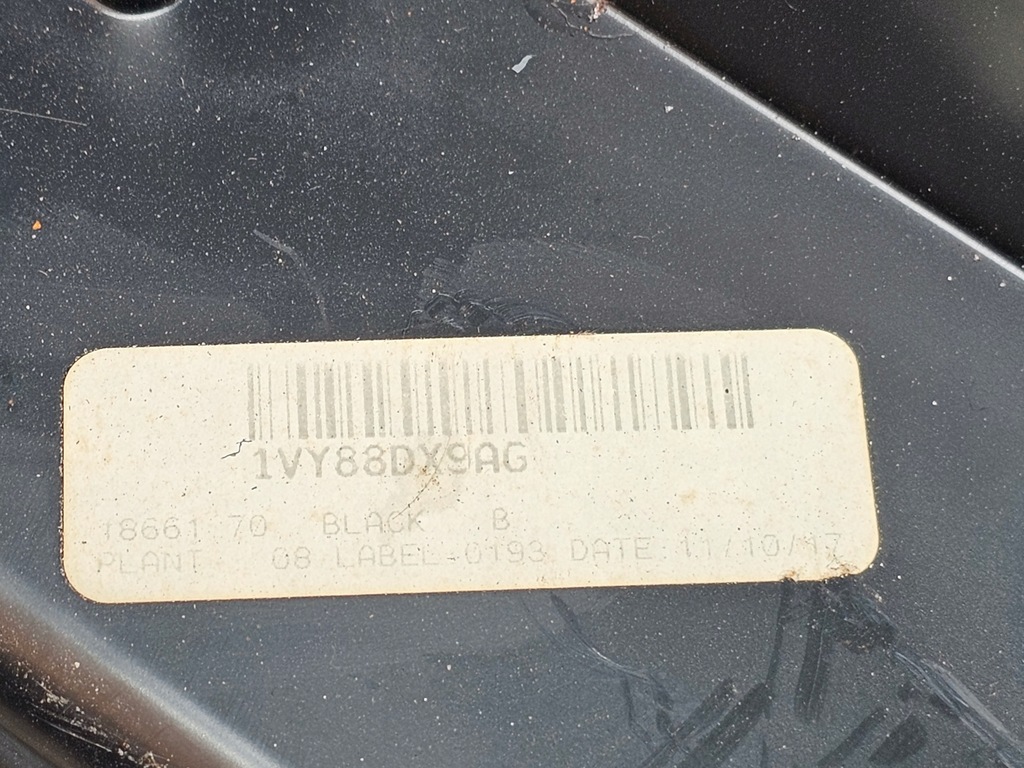 1VY88DX9AG
18661 70 BLACK B
PLANT 08 LABEL-0193 DATE 11/10/17